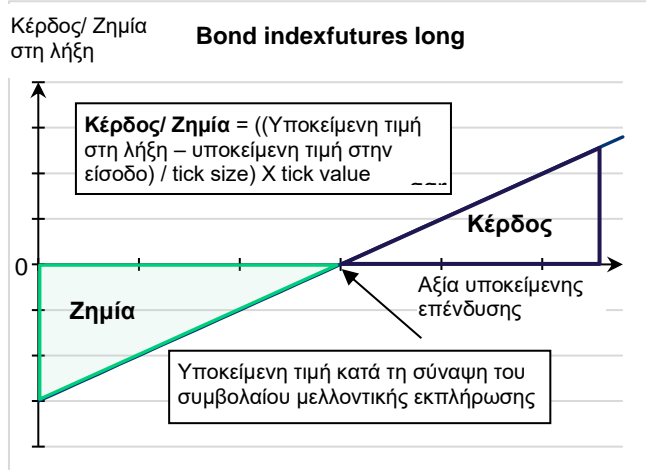 Κέρδος/ Ζημία
στη λήξη
Bond indexfutures long
Κέρδος/ Ζημία = ((Υποκείμενη τιμή
στη λήξη – υποκείμενη τιμή στην
είσοδο) / tick size) X tick value
Κέρδος
0
Αξία υποκείμενης
επένδυσης
Ζημία
Υποκείμενη τιμή κατά τη σύναψη του
συμβολαίου μελλοντικής εκπλήρωσης